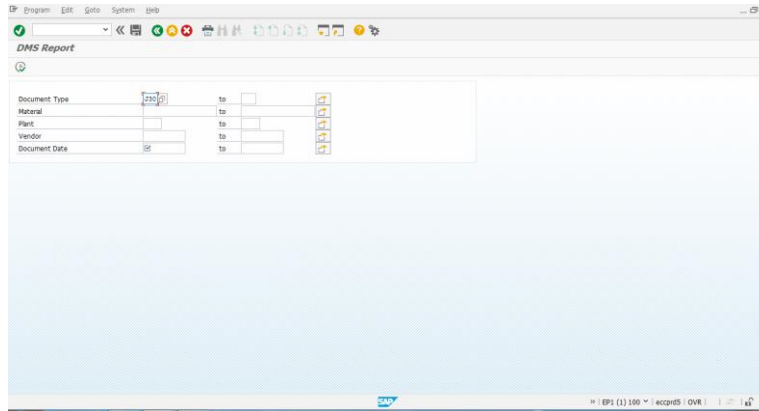 Program Edit Goto System Help
DMS Report
Document Type to
Material to
Plant to
Vendor to
Document Date to
SAP
EP1 (1) 100 eccprd5 OVR